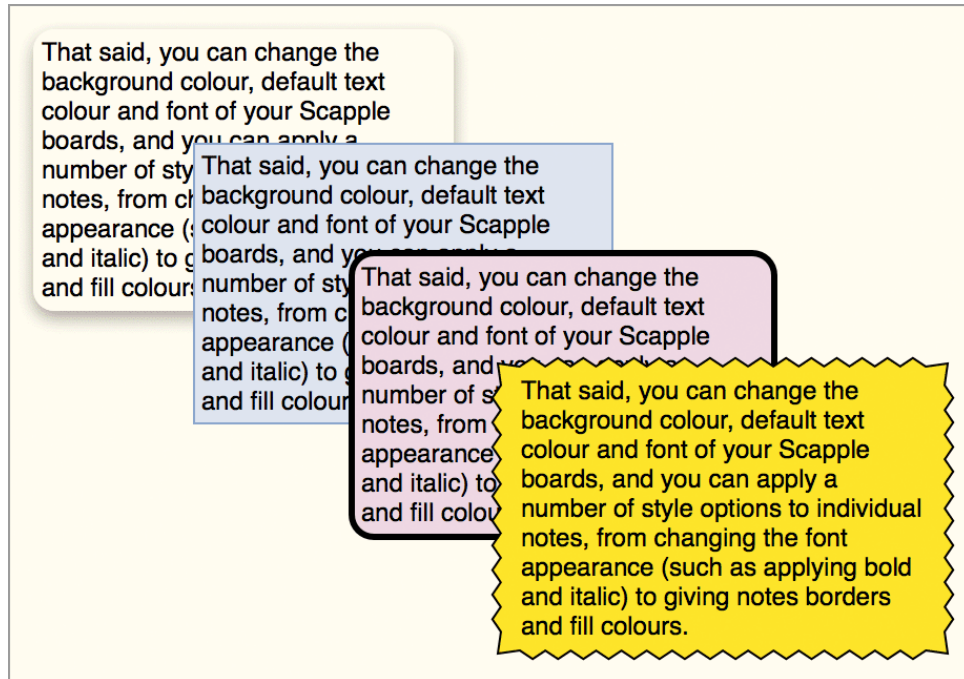 That said, you can change the
background colour, default text
colour and font of your Scapple
boards, and you can apply a
number of
notes, from
appearance
and italic) to
and fill
That said, you can change the
background colour, default text
colour and font of your Scapple
boards, and you can apply a
number of
notes, from
appearance
and italic) to
and fill
That said, you can change the
background colour, default text
colour and font of your Scapple
boards, and
number of
notes, from
appearance
and italic) to
and fill
That said, you can change the
background colour, default text
colour and font of your Scapple
boards, and you can apply a
number of style options to individual
notes, from changing the font
appearance (such as applying bold
and italic) to giving notes borders
and fill colours.